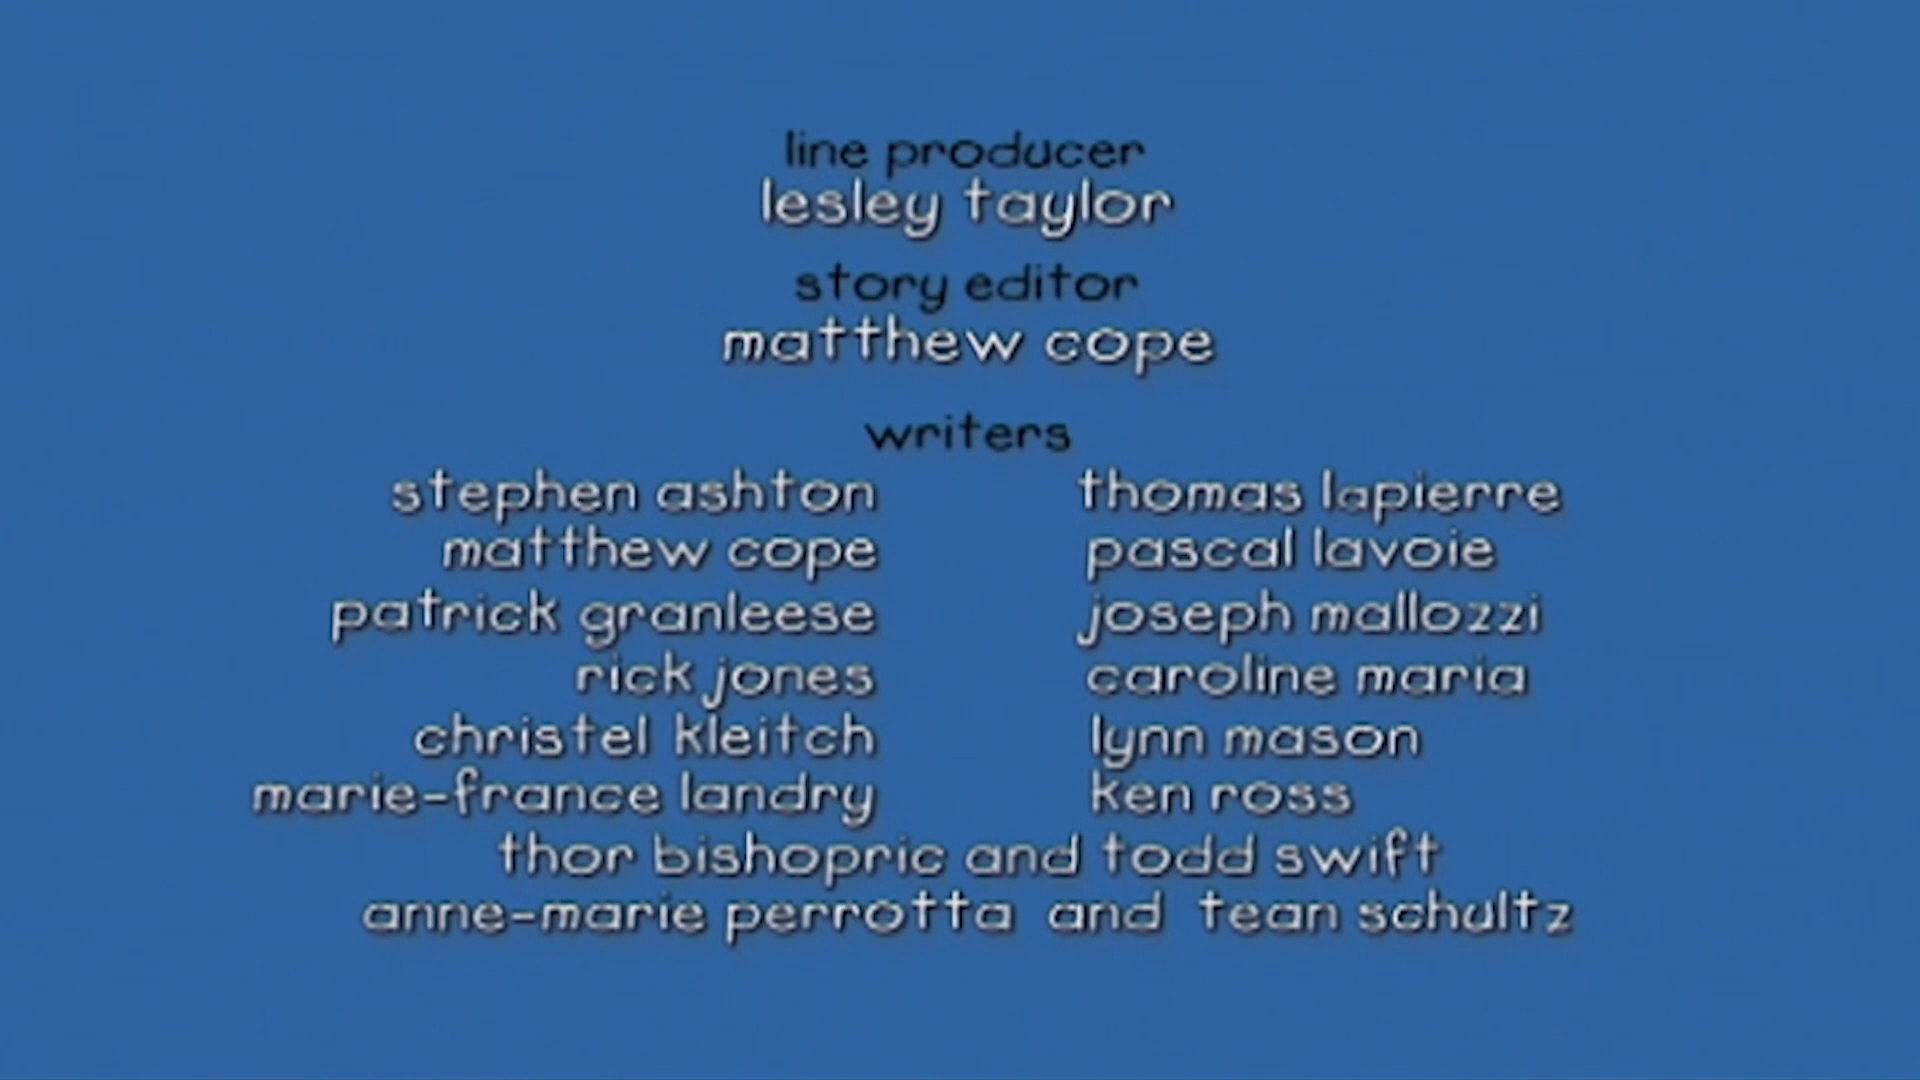 line producer
lesley taylor
story editor
matthew cope
writers
stephen ashton thomas lapierre
matthew cope pascal lavoie
patrick granleese joseph mallozzi
rick jones caroline maria
christel kleitch lynn mason
marie-france landry ken ross
thor bishopric and todd swift
anne-marie perrotta and tean schultz